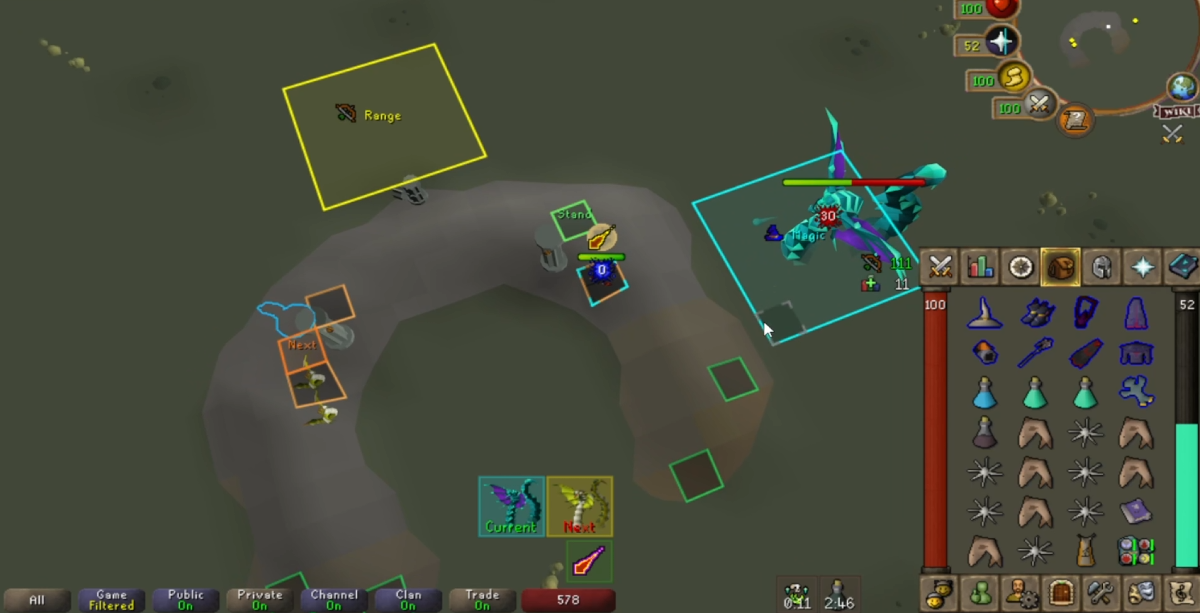 100
52
100
100
WIKI
Range
Stand
0
30
Magic
111
11
Next
100
52
Current
Next
0:11
2:46
All
Game
Filtered
Public
On
Private
On
Channel
On
Clan
On
Trade
On
578